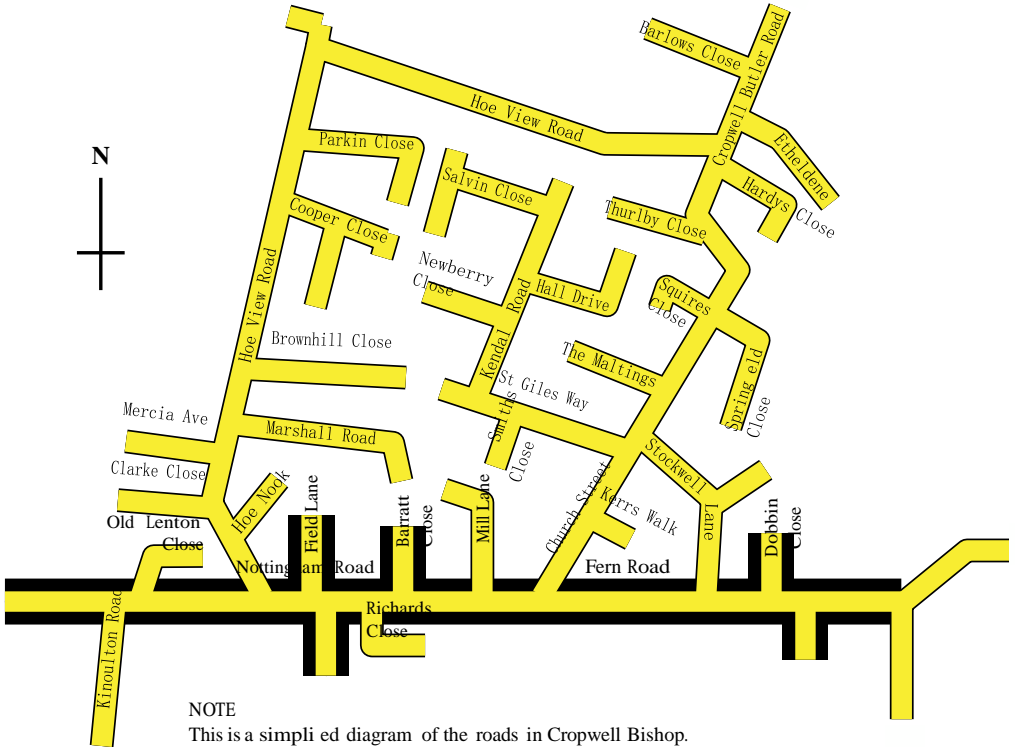 Barlows Close
Cropwell Butler Road
Hoe View Road
Etheldene
Parkin Close
N
Salvin Close
Hardys Close
Cooper Close
Thurlby Close
Newberry
Close
Hall Drive
Squires
Close
Hoe View Road
Kendal Road
Brownhill Close
The Maltings
Spring eld
Close
St Giles Way
Mercia Ave
Smiths
Close
Marshall Road
Clarke Close
Stockwell
Lane
Hoe Nook
Church Street
Kerrs Walk
Old Lenton
Close
Field Lane
Barratt
Close
Mill Lane
Dobbin
Close
Nottingham Road
Fern Road
Richards
Close
Kinoulton Road
NOTE
This is a simpli ed diagram of the roads in Cropwell Bishop.